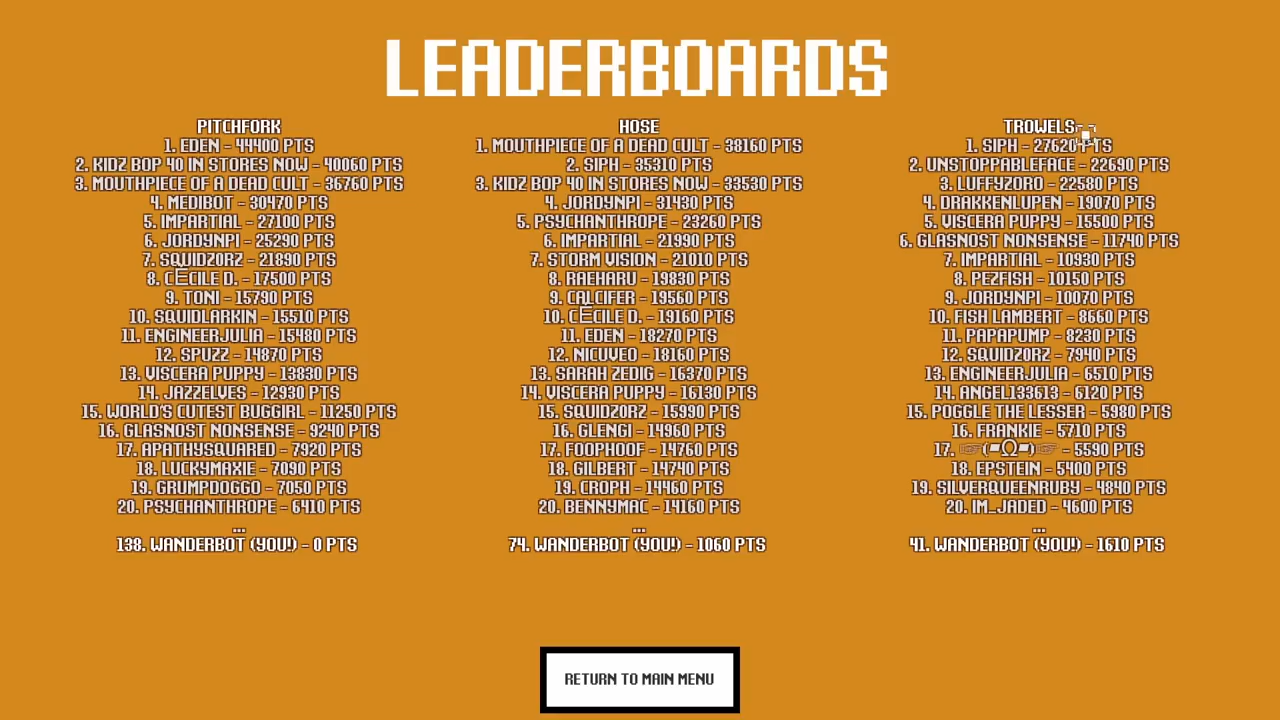 LEADERBOARDS
PITCHFORK
1. EDEN - 44400 PTS
2. KIDZ BOP 40 IN STORES NOW - 40060 PTS
3. MOUTHPIECE OF A DEAD CULT - 36760 PTS
4. MEDIBOT - 30470 PTS
5. IMPARTIAL - 27100 PTS
6. JORDYNPI - 25290 PTS
7. SQUIDZORZ - 21890 PTS
8. CÉCILE D. - 17500 PTS
9. TONI - 15790 PTS
10. SQUIDLARKIN - 15510 PTS
11. ENGINEERJULIA - 15480 PTS
12. SPUZZ - 14870 PTS
13. VISCERA PUPPY - 13830 PTS
14. JAZZELVES - 12930 PTS
15. WORLD'S CUTEST BUGGIRL - 11250 PTS
16. GLASNOST NONSENSE - 9240 PTS
17. APATHYSQUARED - 7920 PTS
18. LUCKYMAXIE - 7090 PTS
19. GRUMPDOGGO - 7050 PTS
20. PSYCHANTHROPE - 6410 PTS
...
138. WANDERBOT (YOU!) - 0 PTS
HOSE
1. MOUTHPIECE OF A DEAD CULT - 38160 PTS
2. SIPH - 35310 PTS
3. KIDZ BOP 40 IN STORES NOW - 33530 PTS
4. JORDYNPI - 31430 PTS
5. PSYCHANTHROPE - 23260 PTS
6. IMPARTIAL - 21990 PTS
7. STORM VISION - 21010 PTS
8. RAEHARU - 19830 PTS
9. CALCIFER - 19560 PTS
10. CÉCILE D. - 19160 PTS
11. EDEN - 18270 PTS
12. NICUVEO - 18160 PTS
13. SARAH ZEDIG - 16370 PTS
14. VISCERA PUPPY - 16130 PTS
15. SQUIDZORZ - 15990 PTS
16. GLENGI - 14960 PTS
17. FOOPHOOF - 14760 PTS
18. GILBERT - 14740 PTS
19. CROPH - 14460 PTS
20. BENNYMAC - 14160 PTS
...
74. WANDERBOT (YOU!) - 1060 PTS
TROWELS
1. SIPH - 27620 PTS
2. UNSTOPPABLEFACE - 22690 PTS
3. LUFFYZORO - 22580 PTS
4. DRAKKENLUPEN - 19070 PTS
5. VISCERA PUPPY - 15500 PTS
6. GLASNOST NONSENSE - 11740 PTS
7. IMPARTIAL - 10930 PTS
8. PEZFISH - 10150 PTS
9. JORDYNPI - 10070 PTS
10. FISH LAMBERT - 8660 PTS
11. PAPAPUMP - 8230 PTS
12. SQUIDZORZ - 7940 PTS
13. ENGINEERJULIA - 6510 PTS
14. ANGEL133613 - 6120 PTS
15. POGGLE THE LESSER - 5980 PTS
16. FRANKIE - 5710 PTS
17. ☞(▰Ω▰)☞ - 5590 PTS
18. EPSTEIN - 5400 PTS
19. SILVERQUEENRUBY - 4840 PTS
20. IM_JADED - 4600 PTS
...
41. WANDERBOT (YOU!) - 1610 PTS
RETURN TO MAIN MENU